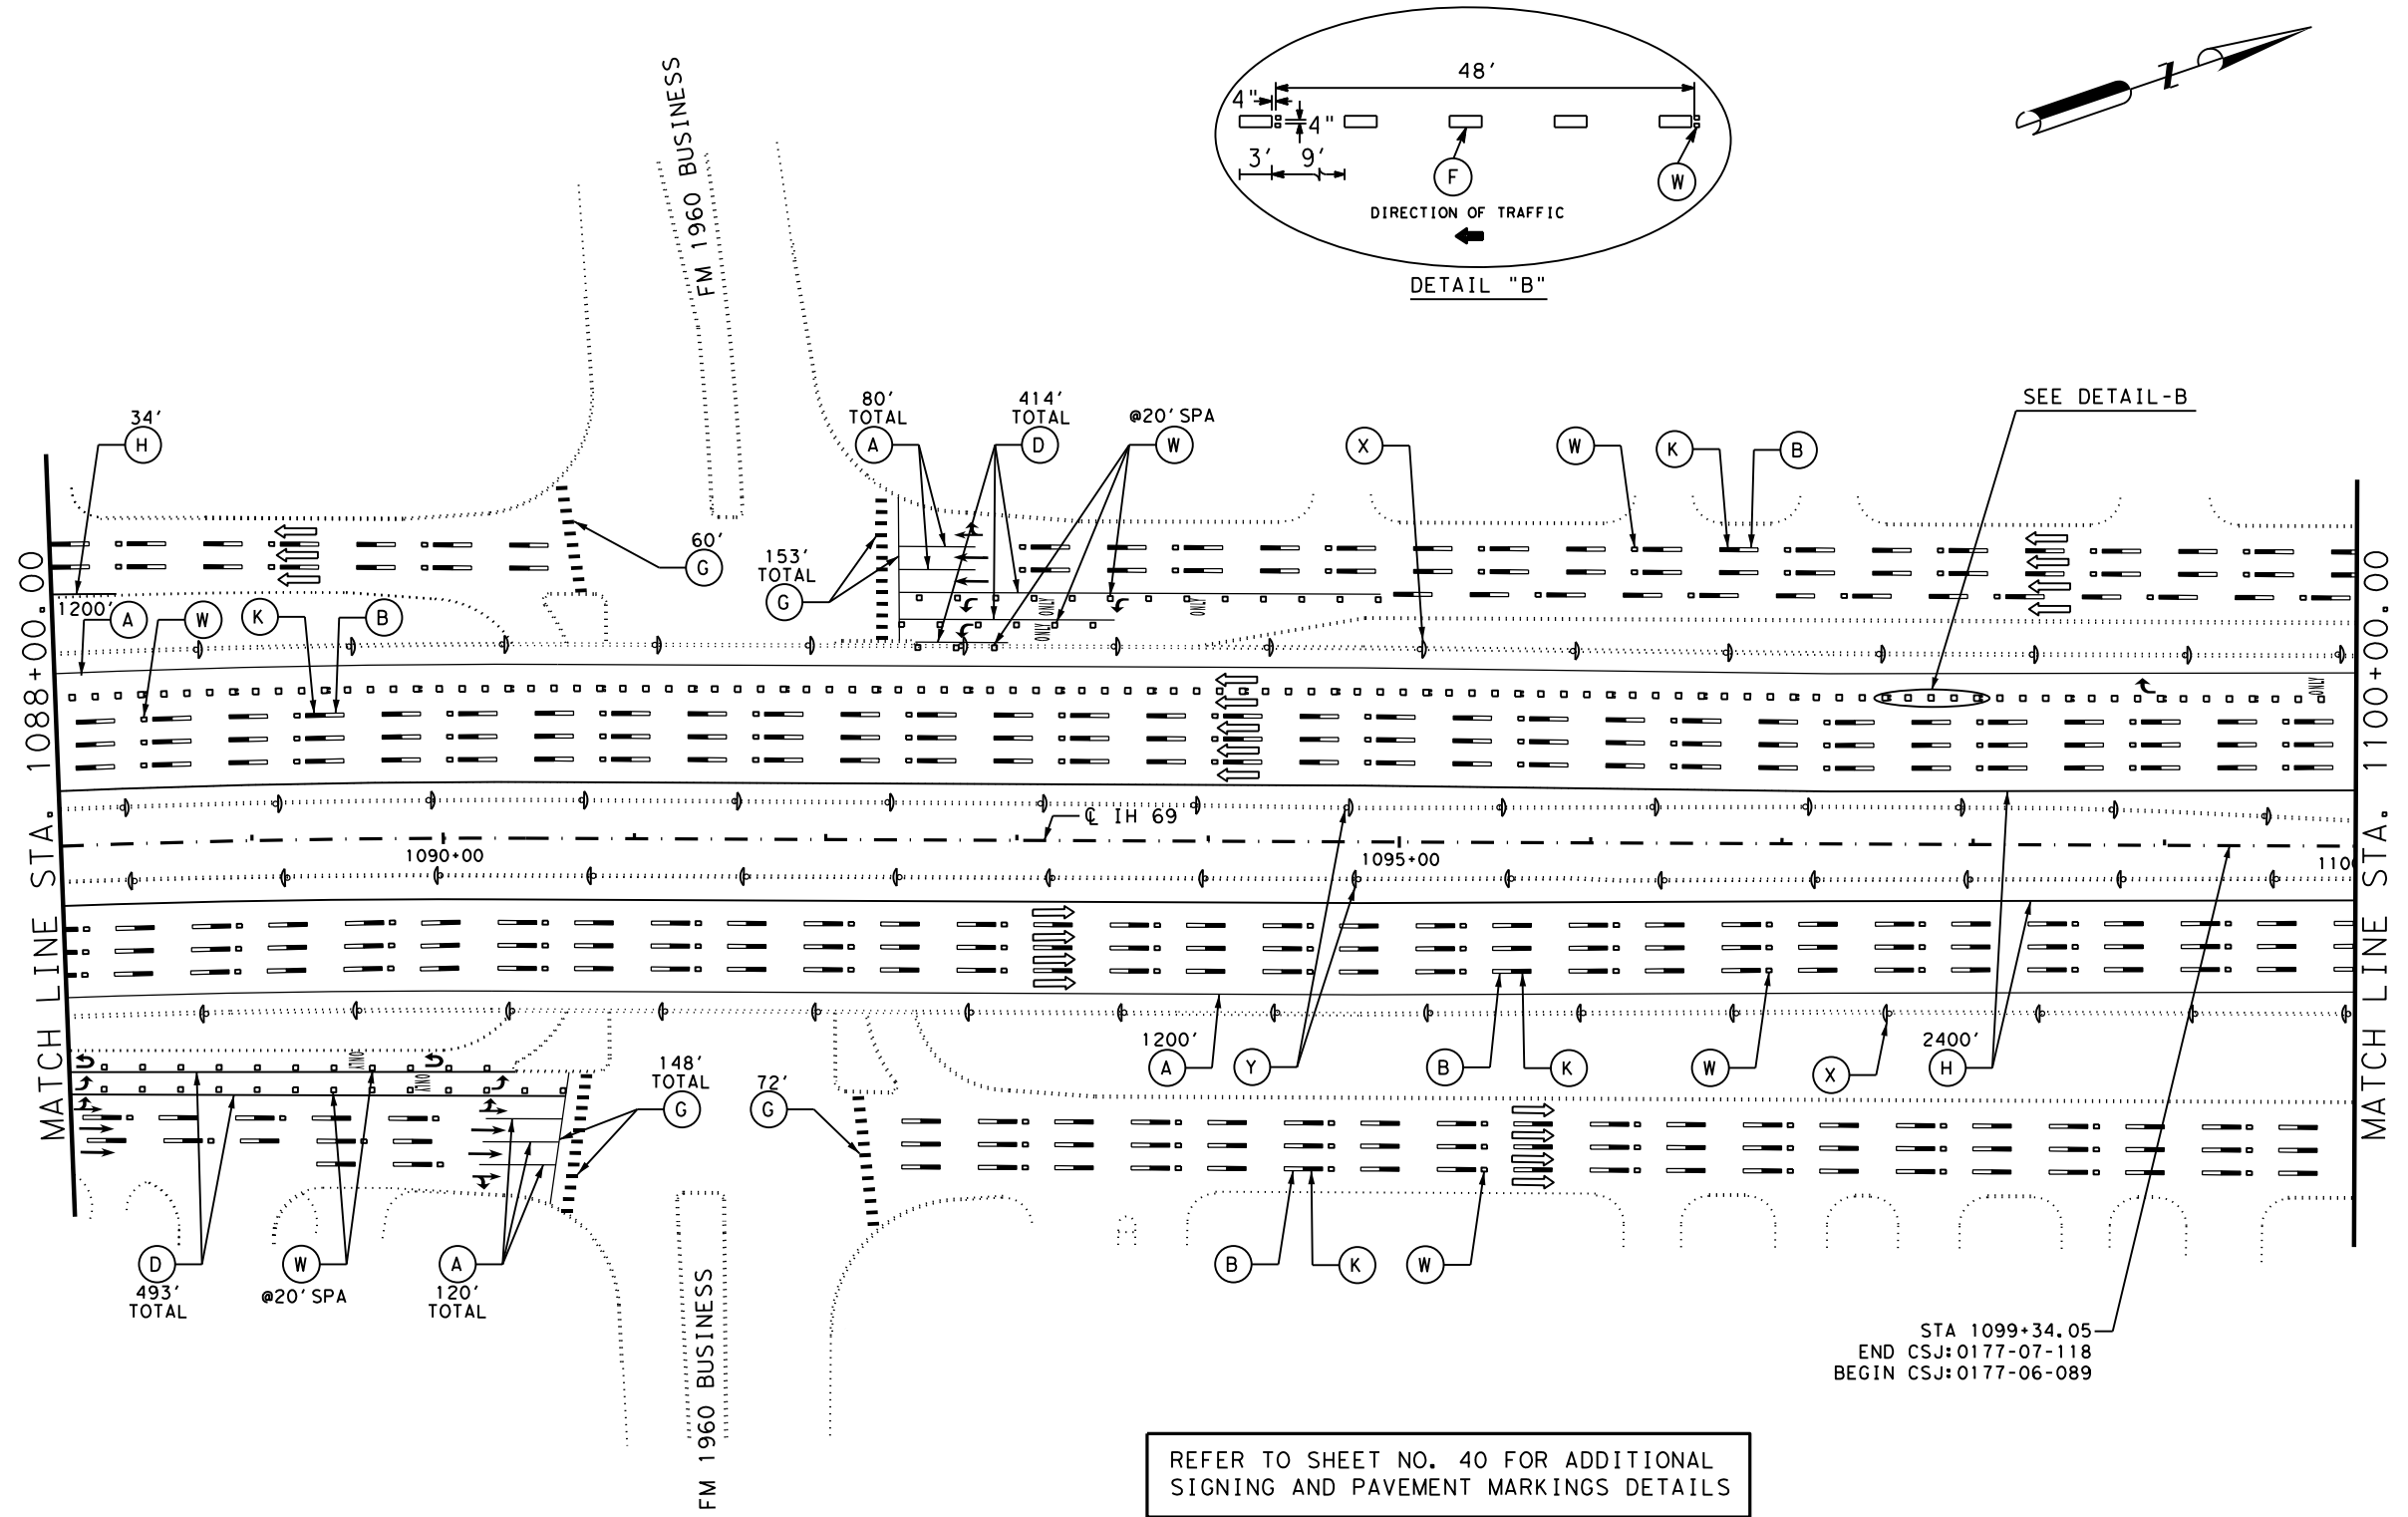 48'
4"
4"
3'
9'
F
W
DIRECTION OF TRAFFIC
DETAIL "B"
Z
FM 1960 BUSINESS
SEE DETAIL-B
34'
H
80'
TOTAL
A
414'
TOTAL
D
@20'SPA
W
X
W
K
B
60'
G
153'
TOTAL
G
1200'
A
W
K
B
ONLY
ONLY
ONLY
ONLY
MATCH LINE STA. 1088+00.00
MATCH LINE STA. 1100+00.00
℄ IH 69
1090+00
1095+00
1100
1200'
A
Y
B
K
W
X
2400'
H
ONLY
ONLY
148'
TOTAL
G
72'
G
D
493'
TOTAL
W
@20'SPA
A
120'
TOTAL
B
K
W
FM 1960 BUSINESS
STA 1099+34.05
END CSJ:0177-07-118
BEGIN CSJ:0177-06-089
REFER TO SHEET NO. 40 FOR ADDITIONAL
SIGNING AND PAVEMENT MARKINGS DETAILS